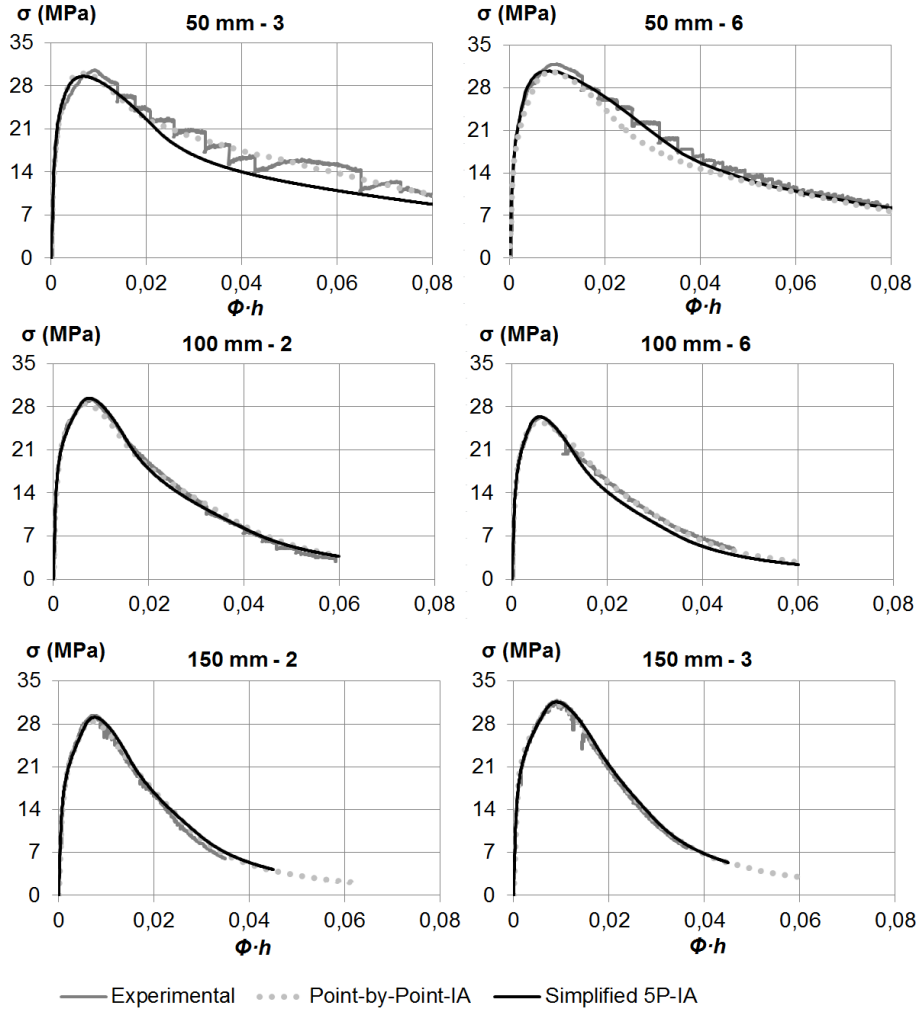 σ (MPa) 50 mm - 3
35
28
21
14
7
0
0 0,02 0,04 0,06 0,08
Φ·h
σ (MPa) 50 mm - 6
35
28
21
14
7
0
0 0,02 0,04 0,06 0,08
Φ·h
σ (MPa)
100 mm - 2
35
28
21
14
7
0
0 0,02 0,04 0,06 0,08
σ (MPa)
100 mm - 6
35
28
21
14
7
0
0 0,02 0,04 0,06 0,08
σ (MPa)
150 mm - 2
35
28
21
14
7
0
0 0,02 0,04 0,06 0,08
Φ·h
σ (MPa)
150 mm - 3
35
28
21
14
7
0
0 0,02 0,04 0,06 0,08
Φ·h
Experimental Point-by-Point-IA Simplified 5P-IA